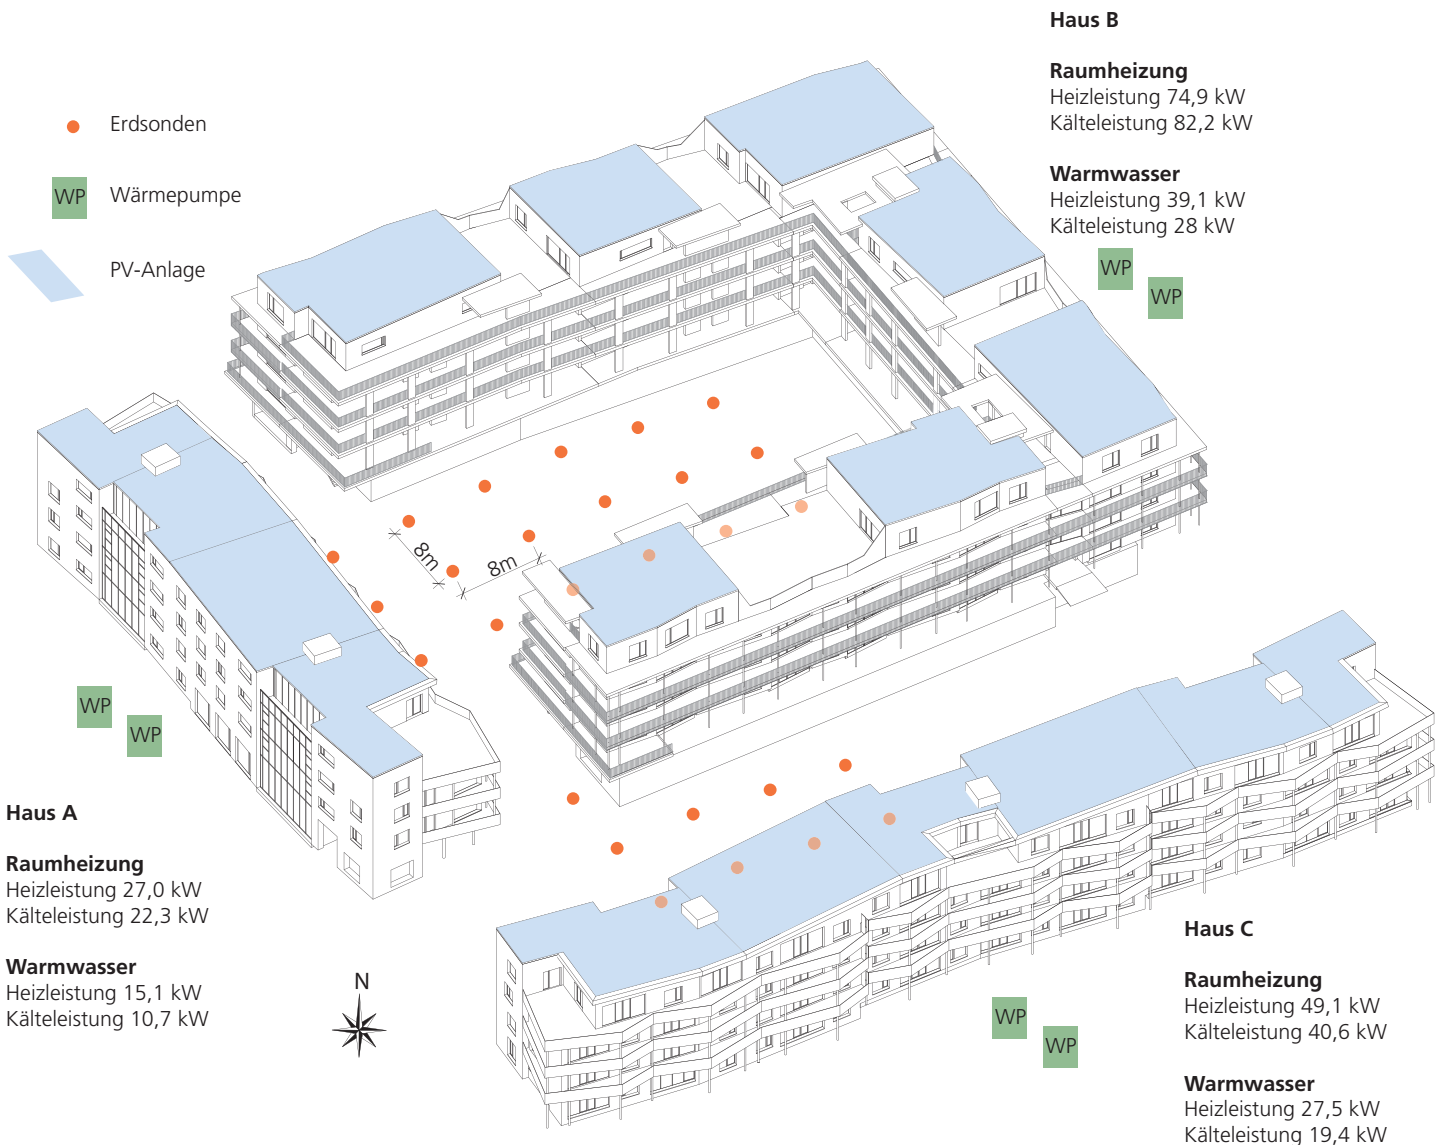 Haus B
Raumheizung
Heizleistung 74,9 kW
Kälteleistung 82,2 kW
Warmwasser
Heizleistung 39,1 kW
Kälteleistung 28 kW
WP
WP
Erdsonden
WP Wärmepumpe
PV-Anlage
8m
8m
WP
WP
Haus A
Raumheizung
Heizleistung 27,0 kW
Kälteleistung 22,3 kW
Warmwasser
Heizleistung 15,1 kW
Kälteleistung 10,7 kW
N
WP
WP
Haus C
Raumheizung
Heizleistung 49,1 kW
Kälteleistung 40,6 kW
Warmwasser
Heizleistung 27,5 kW
Kälteleistung 19,4 kW